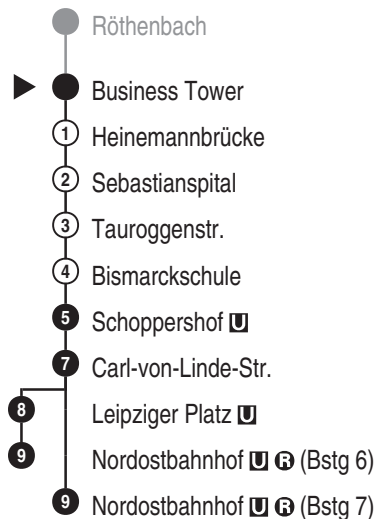 Röthenbach
Business Tower
1 Heinemannbrücke
2 Sebastianspital
3 Tauroggenstr.
4 Bismarckschule
5 Schoppershof U
7 Carl-von-Linde-Str.
8 Leipziger Platz U
9 Nordostbahnhof U R (Bstg 6)
9 Nordostbahnhof U R (Bstg 7)